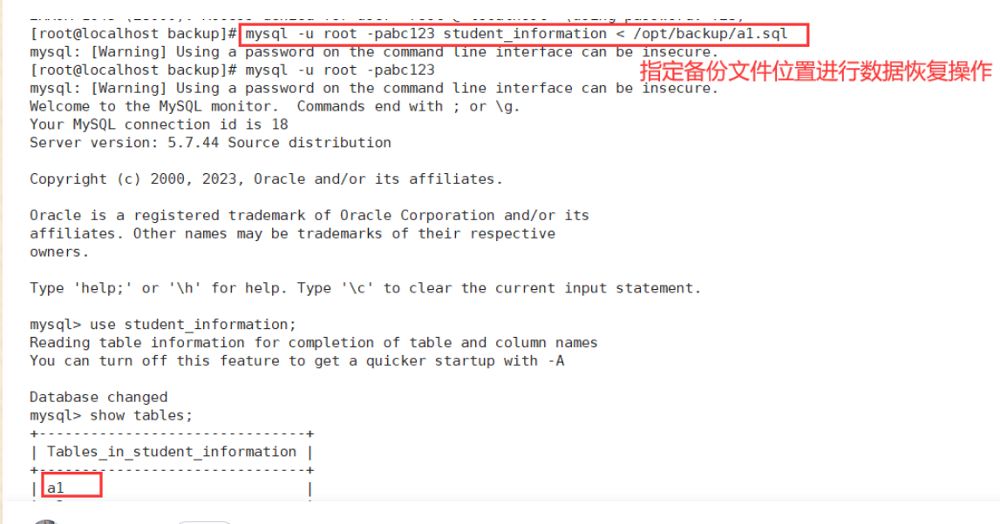 [root@localhost backup]# mysql -u root -pabc123 student_information < /opt/backup/a1.sql
mysql: [Warning] Using a password on the command line interface can be insecure.
[root@localhost backup]# mysql -u root -pabc123
指定备份文件位置进行数据恢复操作
mysql: [Warning] Using a password on the command line interface can be insecure.
Welcome to the MySQL monitor.  Commands end with ; or \g.
Your MySQL connection id is 18
Server version: 5.7.44 Source distribution
Copyright (c) 2000, 2023, Oracle and/or its affiliates.
Oracle is a registered trademark of Oracle Corporation and/or its
affiliates. Other names may be trademarks of their respective
owners.
Type 'help;' or '\h' for help. Type '\c' to clear the current input statement.
mysql> use student_information;
Reading table information for completion of table and column names
You can turn off this feature to get a quicker startup with -A
Database changed
mysql> show tables;
+-------------------------------+
| Tables_in_student_information |
+-------------------------------+
| a1                            |